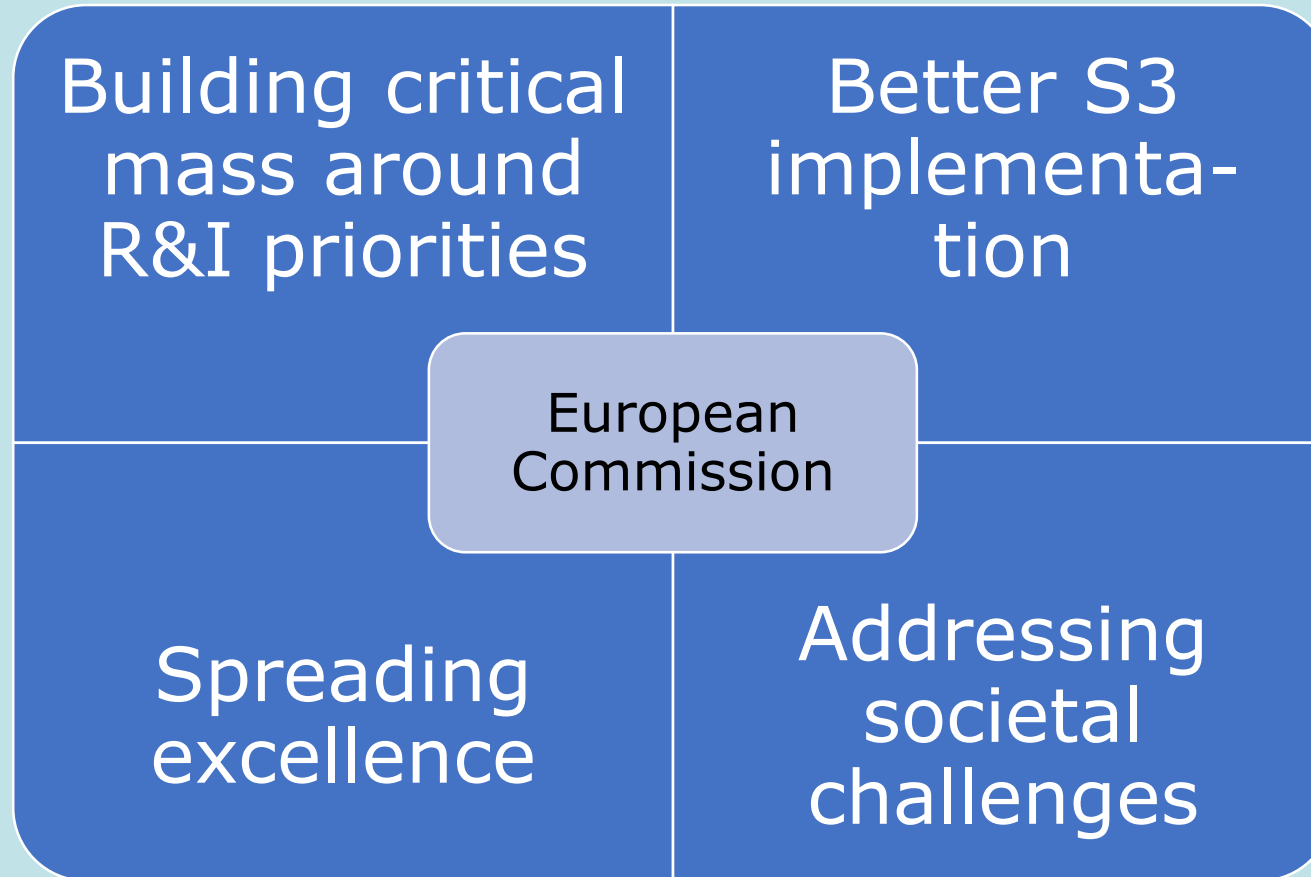 Building critical
mass around
R&I priorities
Better S3
implementa-
tion
European
Commission
Spreading
excellence
Addressing
societal
challenges